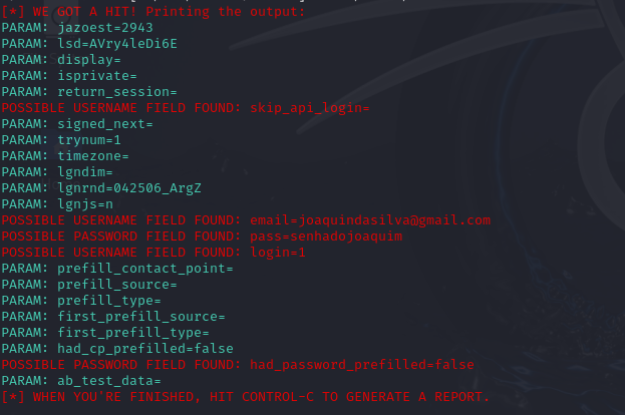 [*] WE GOT A HIT! Printing the output:
PARAM: jazoest=2943
PARAM: lsd=AVry4leDi6E
PARAM: display=
PARAM: isprivate=
PARAM: return_session=
POSSIBLE USERNAME FIELD FOUND: skip_api_login=
PARAM: signed_next=
PARAM: trynum=1
PARAM: timezone=
PARAM: lgndim=
PARAM: lgnrnd=042506_ArgZ
PARAM: lgnjs=n
POSSIBLE USERNAME FIELD FOUND: email=joaquindasilva@gmail.com
POSSIBLE PASSWORD FIELD FOUND: pass=senhadojoaquim
POSSIBLE USERNAME FIELD FOUND: login=1
PARAM: prefill_contact_point=
PARAM: prefill_source=
PARAM: prefill_type=
PARAM: first_prefill_source=
PARAM: first_prefill_type=
PARAM: had_cp_prefilled=false
POSSIBLE PASSWORD FIELD FOUND: had_password_prefilled=false
PARAM: ab_test_data=
[*] WHEN YOU'RE FINISHED, HIT CONTROL-C TO GENERATE A REPORT.